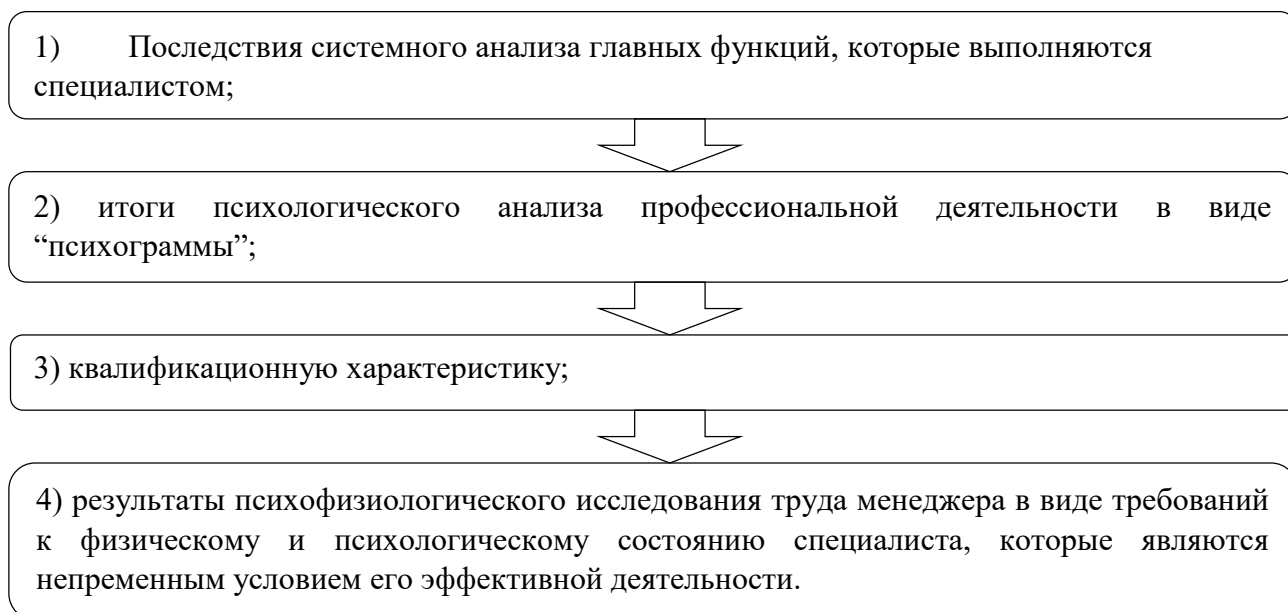 1) Последствия системного анализа главных функций, которые выполняются
специалистом;
2) итоги психологического анализа профессиональной деятельности в виде
“психограммы”;
3) квалификационную характеристику;
4) результаты психофизиологического исследования труда менеджера в виде требований
к физическому и психологическому состоянию специалиста, которые являются
непременным условием его эффективной деятельности.